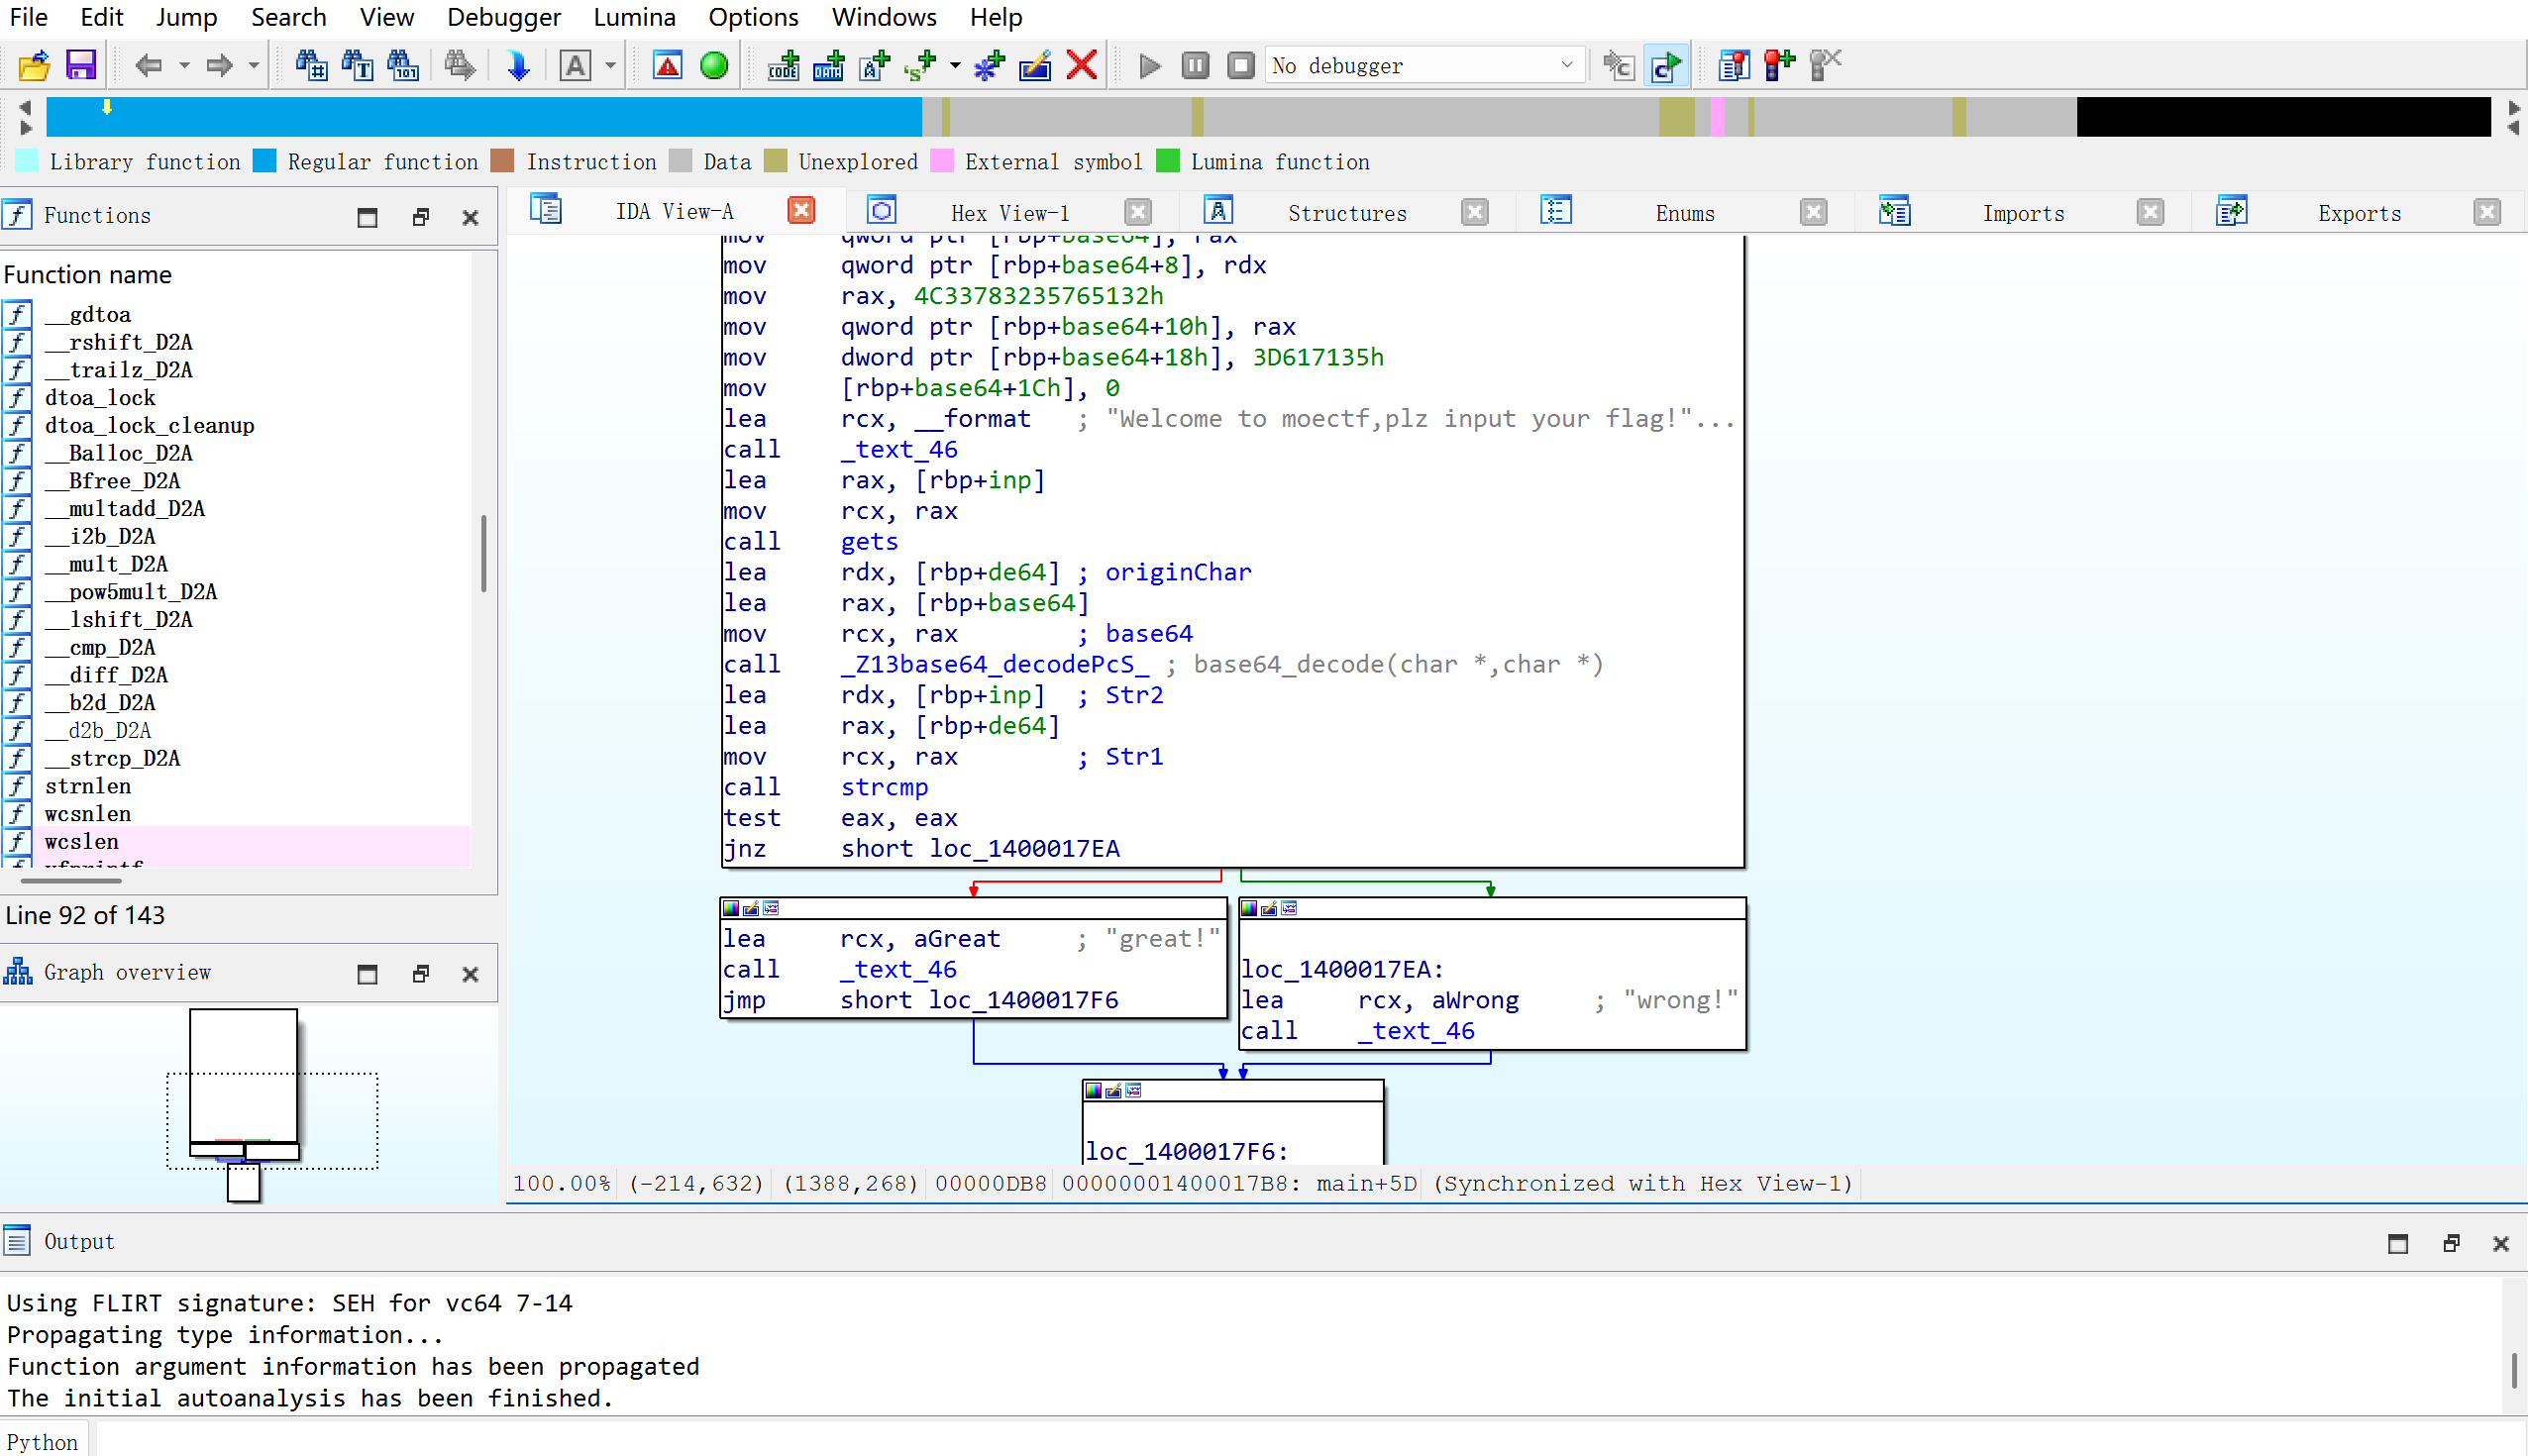 File Edit Jump Search View Debugger Lumina Options Windows Help
No debugger
Library function Regular function Instruction Data Unexplored External symbol Lumina function
Functions
IDA View-A Hex View-1 Structures Enums Imports Exports
Function name
__gdtoa
__rshift_D2A
__trailz_D2A
dtoa_lock
dtoa_lock_cleanup
__Balloc_D2A
__Bfree_D2A
__multadd_D2A
__i2b_D2A
__mult_D2A
__pow5mult_D2A
__lshift_D2A
__cmp_D2A
__diff_D2A
__b2d_D2A
__d2b_D2A
__strcp_D2A
strnlen
wcsnlen
wcslen
vfprintf
Line 92 of 143
Graph overview
mov qword ptr [rbp+base64], rax
mov qword ptr [rbp+base64+8], rdx
mov rax, 4C33783235765132h
mov qword ptr [rbp+base64+10h], rax
mov dword ptr [rbp+base64+18h], 3D617135h
mov [rbp+base64+1Ch], 0
lea rcx, __format ; "Welcome to moectf,plz input your flag!"...
call _text_46
lea rax, [rbp+inp]
mov rcx, rax
call gets
lea rdx, [rbp+de64] ; originChar
lea rax, [rbp+base64]
mov rcx, rax ; base64
call _Z13base64_decodePcS_ ; base64_decode(char *,char *)
lea rdx, [rbp+inp] ; Str2
lea rax, [rbp+de64]
mov rcx, rax ; Str1
call strcmp
test eax, eax
jnz short loc_1400017EA
lea rcx, aGreat ; "great!"
call _text_46
jmp short loc_1400017F6
loc_1400017EA:
lea rcx, aWrong ; "wrong!"
call _text_46
loc_1400017F6:
100.00% (-214,632) (1388,268) 00000DB8 00000001400017B8: main+5D (Synchronized with Hex View-1)
Output
Using FLIRT signature: SEH for vc64 7-14
Propagating type information...
Function argument information has been propagated
The initial autoanalysis has been finished.
Python